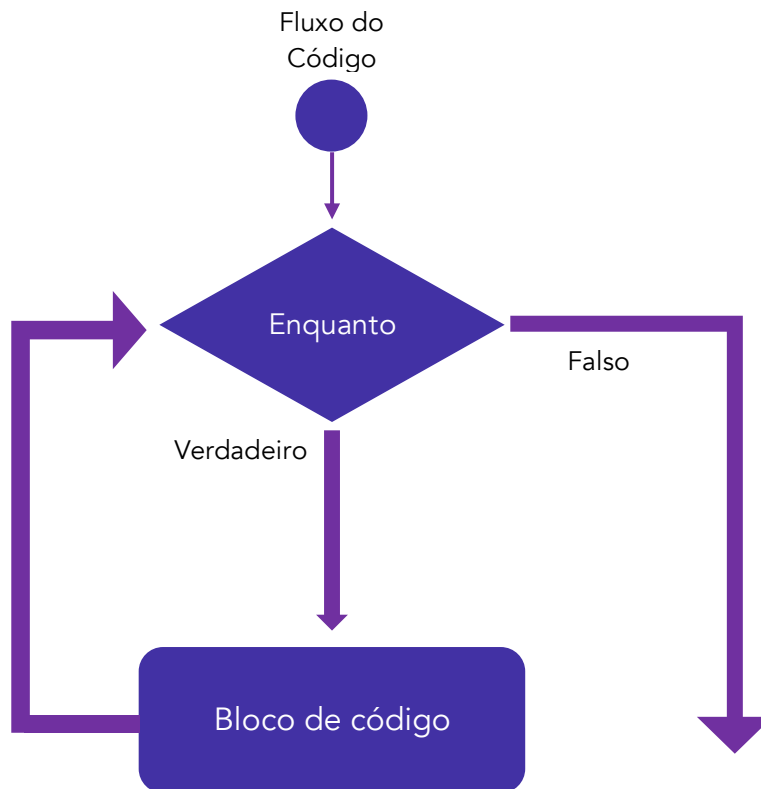 Fluxo do
Código
Enquanto
Falso
Verdadeiro
Bloco de código